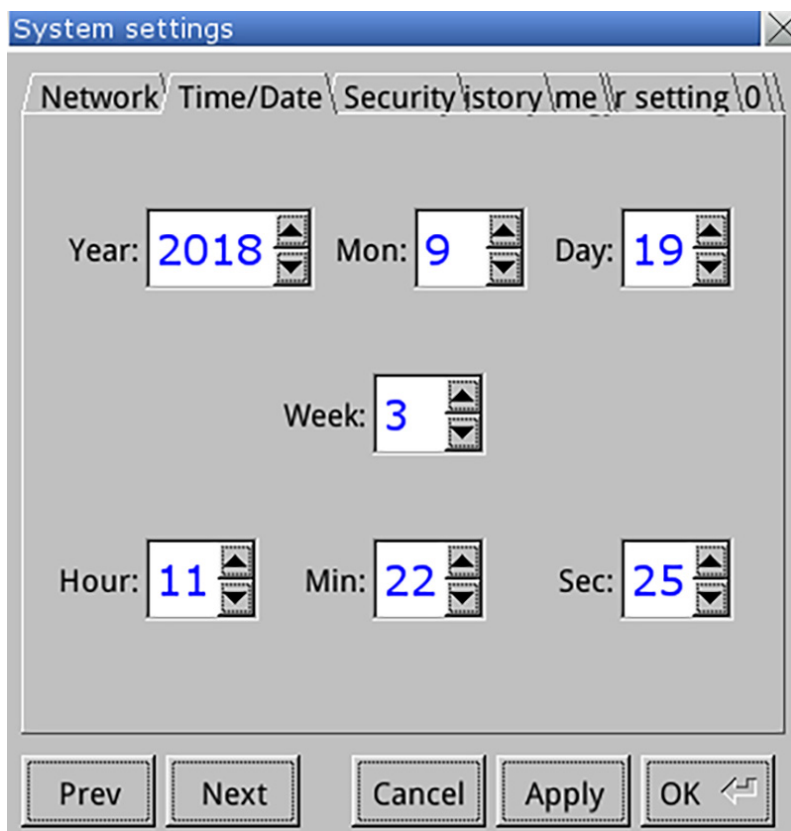 System settings
Network Time/Date Security istory me r setting 0
Year: 2018 Mon: 9 Day: 19
Week: 3
Hour: 11 Min: 22 Sec: 25
Prev Next Cancel Apply OK